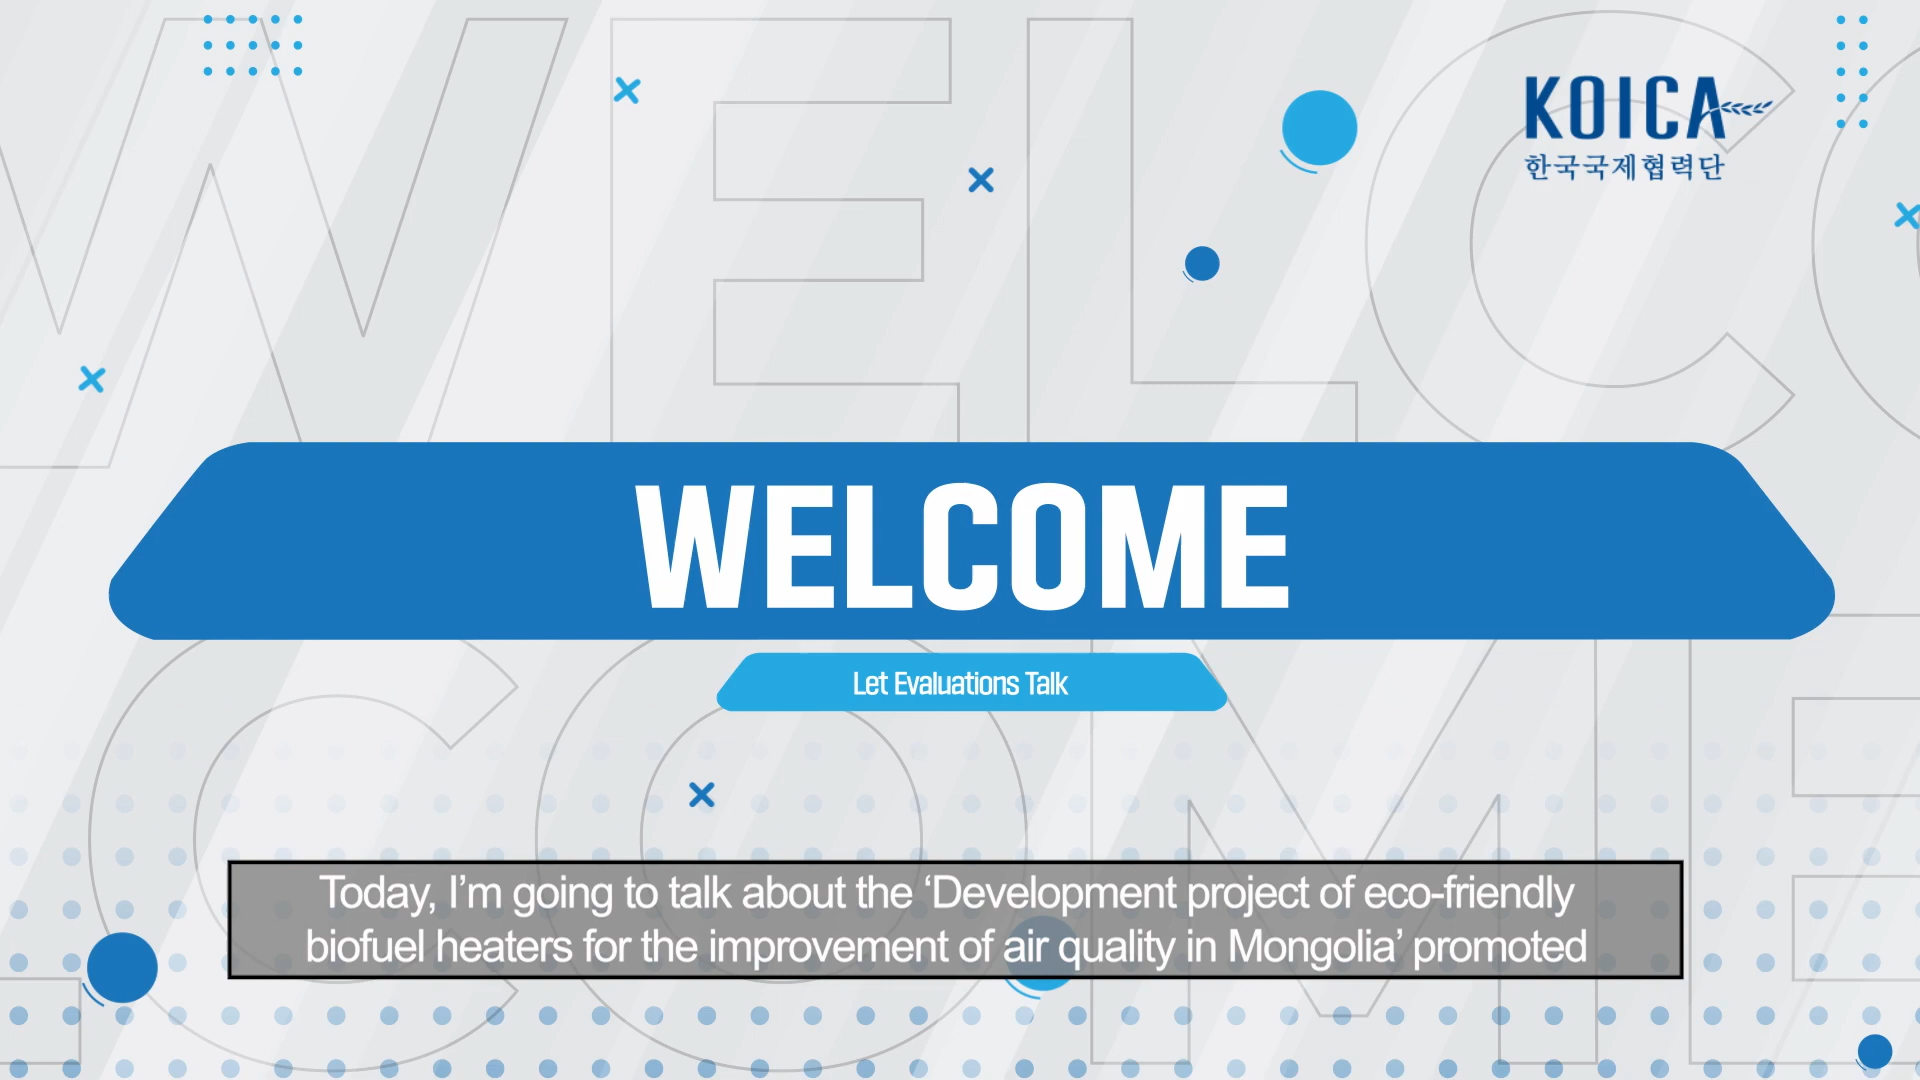 KOICA
한국국제협력단
WELCOME
Let Evaluations Talk
Today, I’m going to talk about the ‘Development project of eco-friendly
biofuel heaters for the improvement of air quality in Mongolia’ promoted